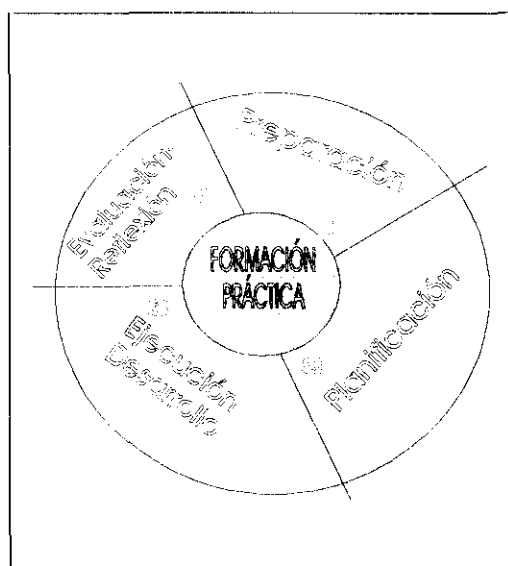 Preparación
Evaluación
Reflexión
FORMACIÓN
PRÁCTICA
Planificación
Ejecución
Desarrollo